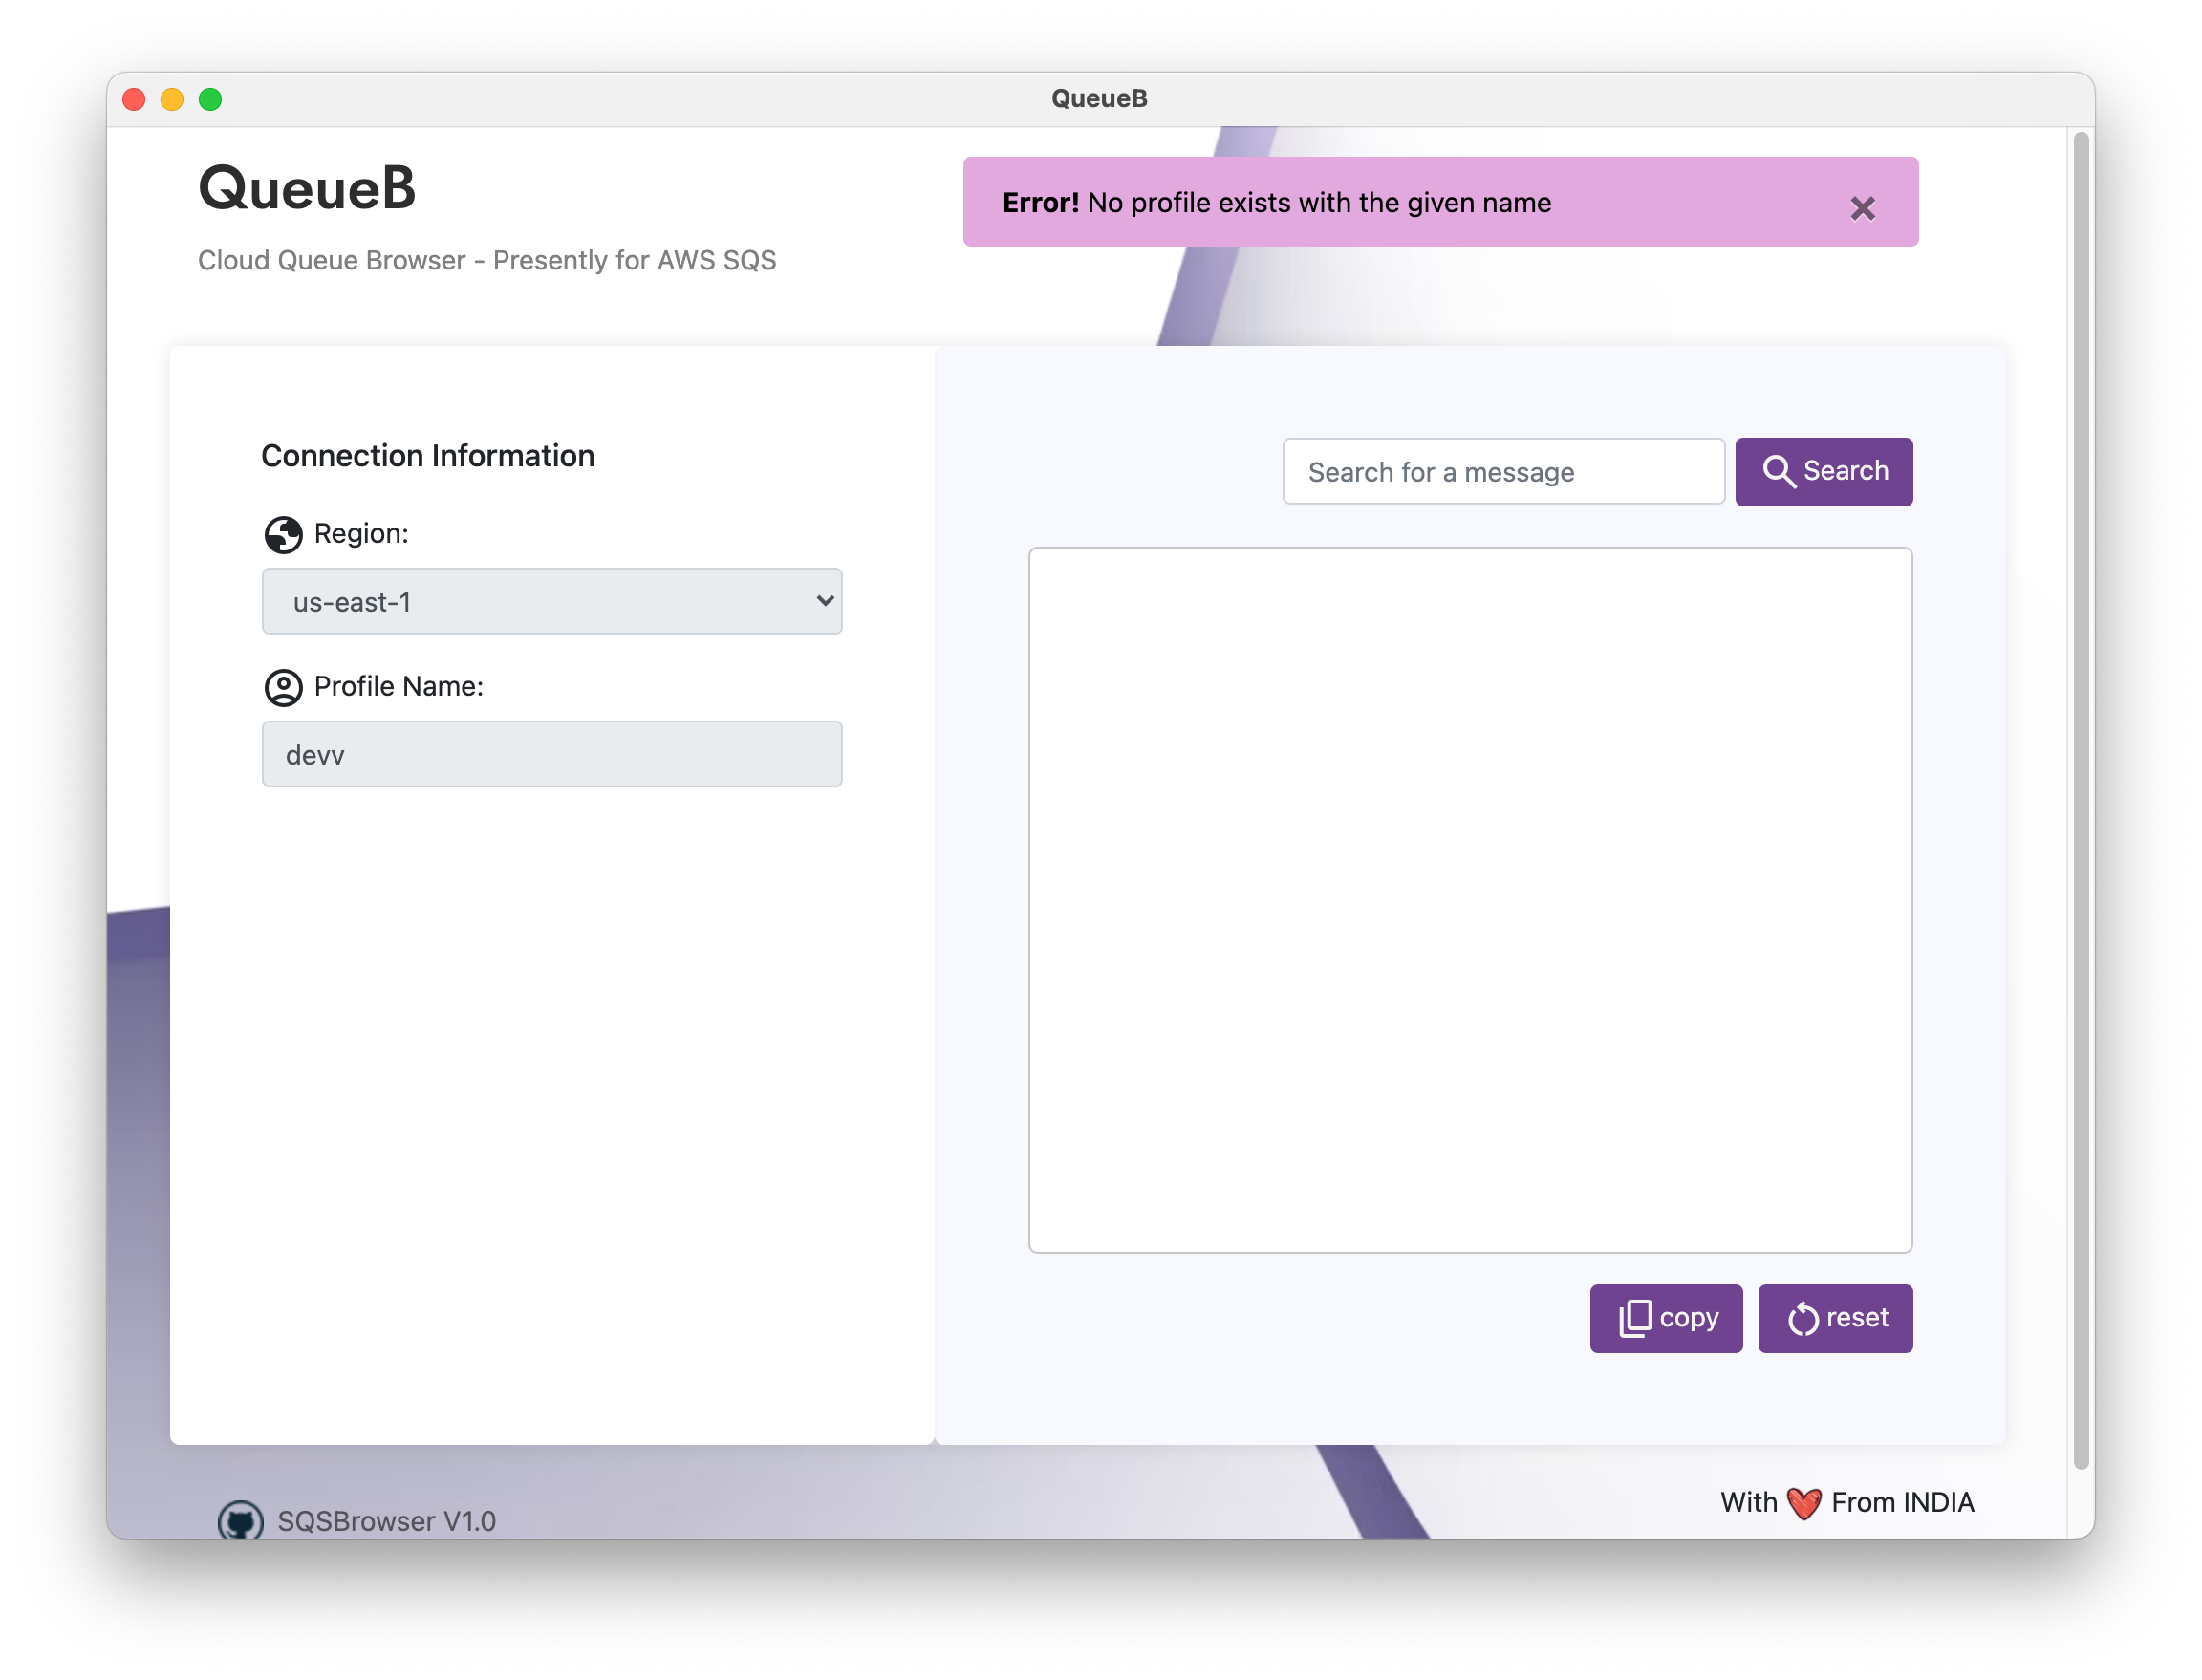 QueueB
QueueB
Cloud Queue Browser - Presently for AWS SQS
Error! No profile exists with the given name
Connection Information
Region:
us-east-1
Profile Name:
devv
Search for a message
Search
copy
reset
SQSBrowser V1.0
With ❤️ From INDIA